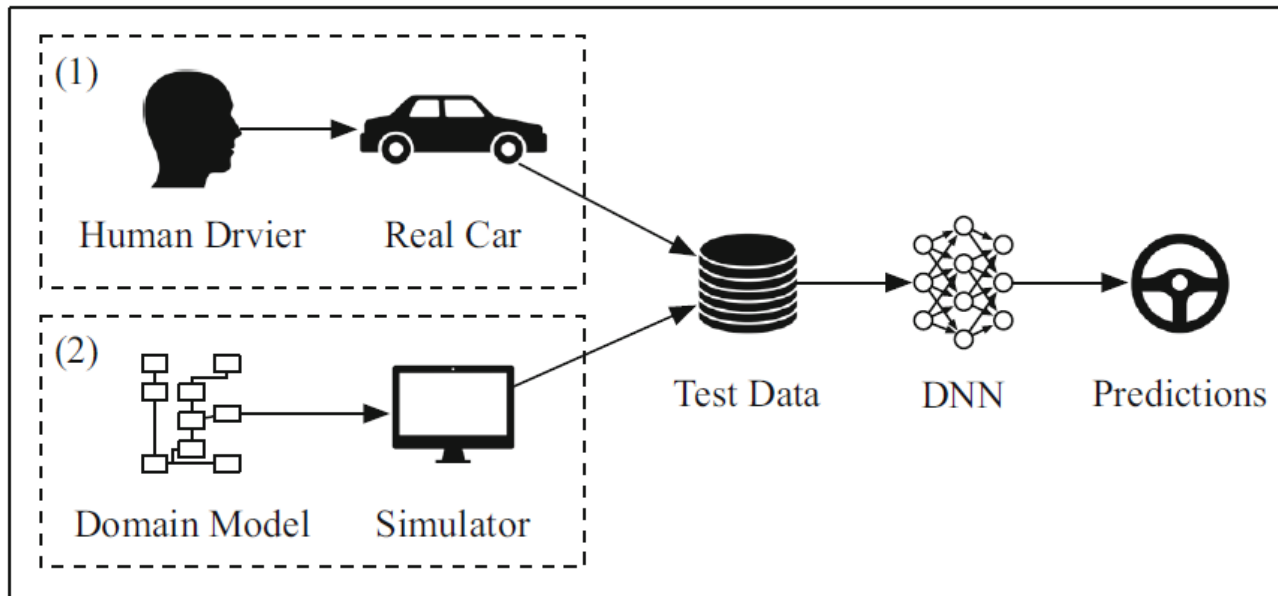 (1)
Human Drvier
Real Car
(2)
Domain Model
Simulator
Test Data
DNN
Predictions